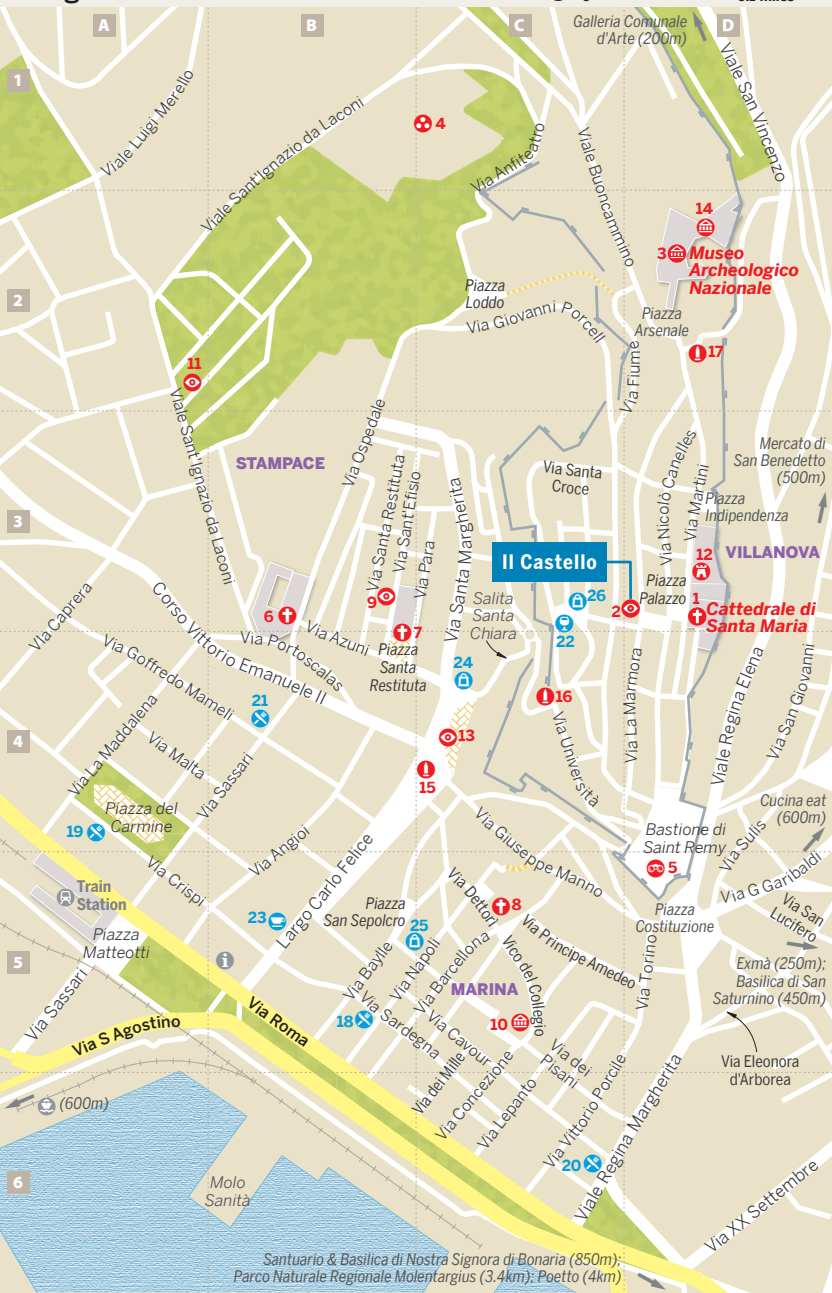 A
B
C
D
1
2
3
4
5
6
Galleria Comunale
d'Arte (200m)
Viale San Vincenzo
Viale Luigi Merello
Viale Sant'Ignazio da Laconi
4
Via Anfiteatro
Viale Buoncammino
14
3 Museo
Archeologico
Nazionale
Piazza
Loddo
Via Giovanni Porcell
Piazza
Arsenale
17
11
Via Fiume
Viale Sant'Ignazio da Laconi
STAMPACE
Via Ospedale
Via Santa Restituta
Via Sant'Efisio
Via Para
Via Santa Margherita
Via Santa
Croce
Via Nicolò Canelles
Via Martini
Mercato di
San Benedetto
(500m)
Piazza
Indipendenza
VILLANOVA
12
Il Castello
26
22
2
Piazza
Palazzo
1
Cattedrale di
Santa Maria
Salita
Santa
Chiara
9
6
7
Piazza
Santa
Restituta
Via Azuni
Via Portoscalas
VIa Caprera
Corso Vittorio Emanuele II
Via Goffredo Mameli
24
16
21
13
15
Via La Maddalena
Via Malta
Via Sassari
Via Università
Via La Marmora
Viale Regina Elena
Via San Giovanni
Piazza del
Carmine
19
Via Crispi
Via Angioi
Largo Carlo Felice
Via Giuseppe Manno
Bastione di
Saint Remy
5
Cucina eat
(600m)
Via Sulis
Via G Garibaldi
Via San
Lucifero
Train
Station
Piazza
Matteotti
23
Piazza
San Sepolcro
25
Via Dettori
8
Via Principe Amedeo
Piazza
Costituzione
Via Torino
Exmà (250m);
Basilica di San
Saturnino (450m)
Via Baylle
Via Napoli
Via Barcellona
Vico del Collegio
MARINA
18
Via Sardegna
Via Cavour
10
Via dei
Pisani
Via Sassari
Via S Agostino
Via Roma
Via dei Mille
Via Concezione
Via Lepanto
Via Vittorio Porcile
Viale Regina Margherita
Via Eleonora
d'Arborea
(600m)
20
Molo
Sanità
Via XX Settembre
Santuario & Basilica di Nostra Signora di Bonaria (850m);
Parco Naturale Regionale Molentargius (3.4km); Poetto (4km)